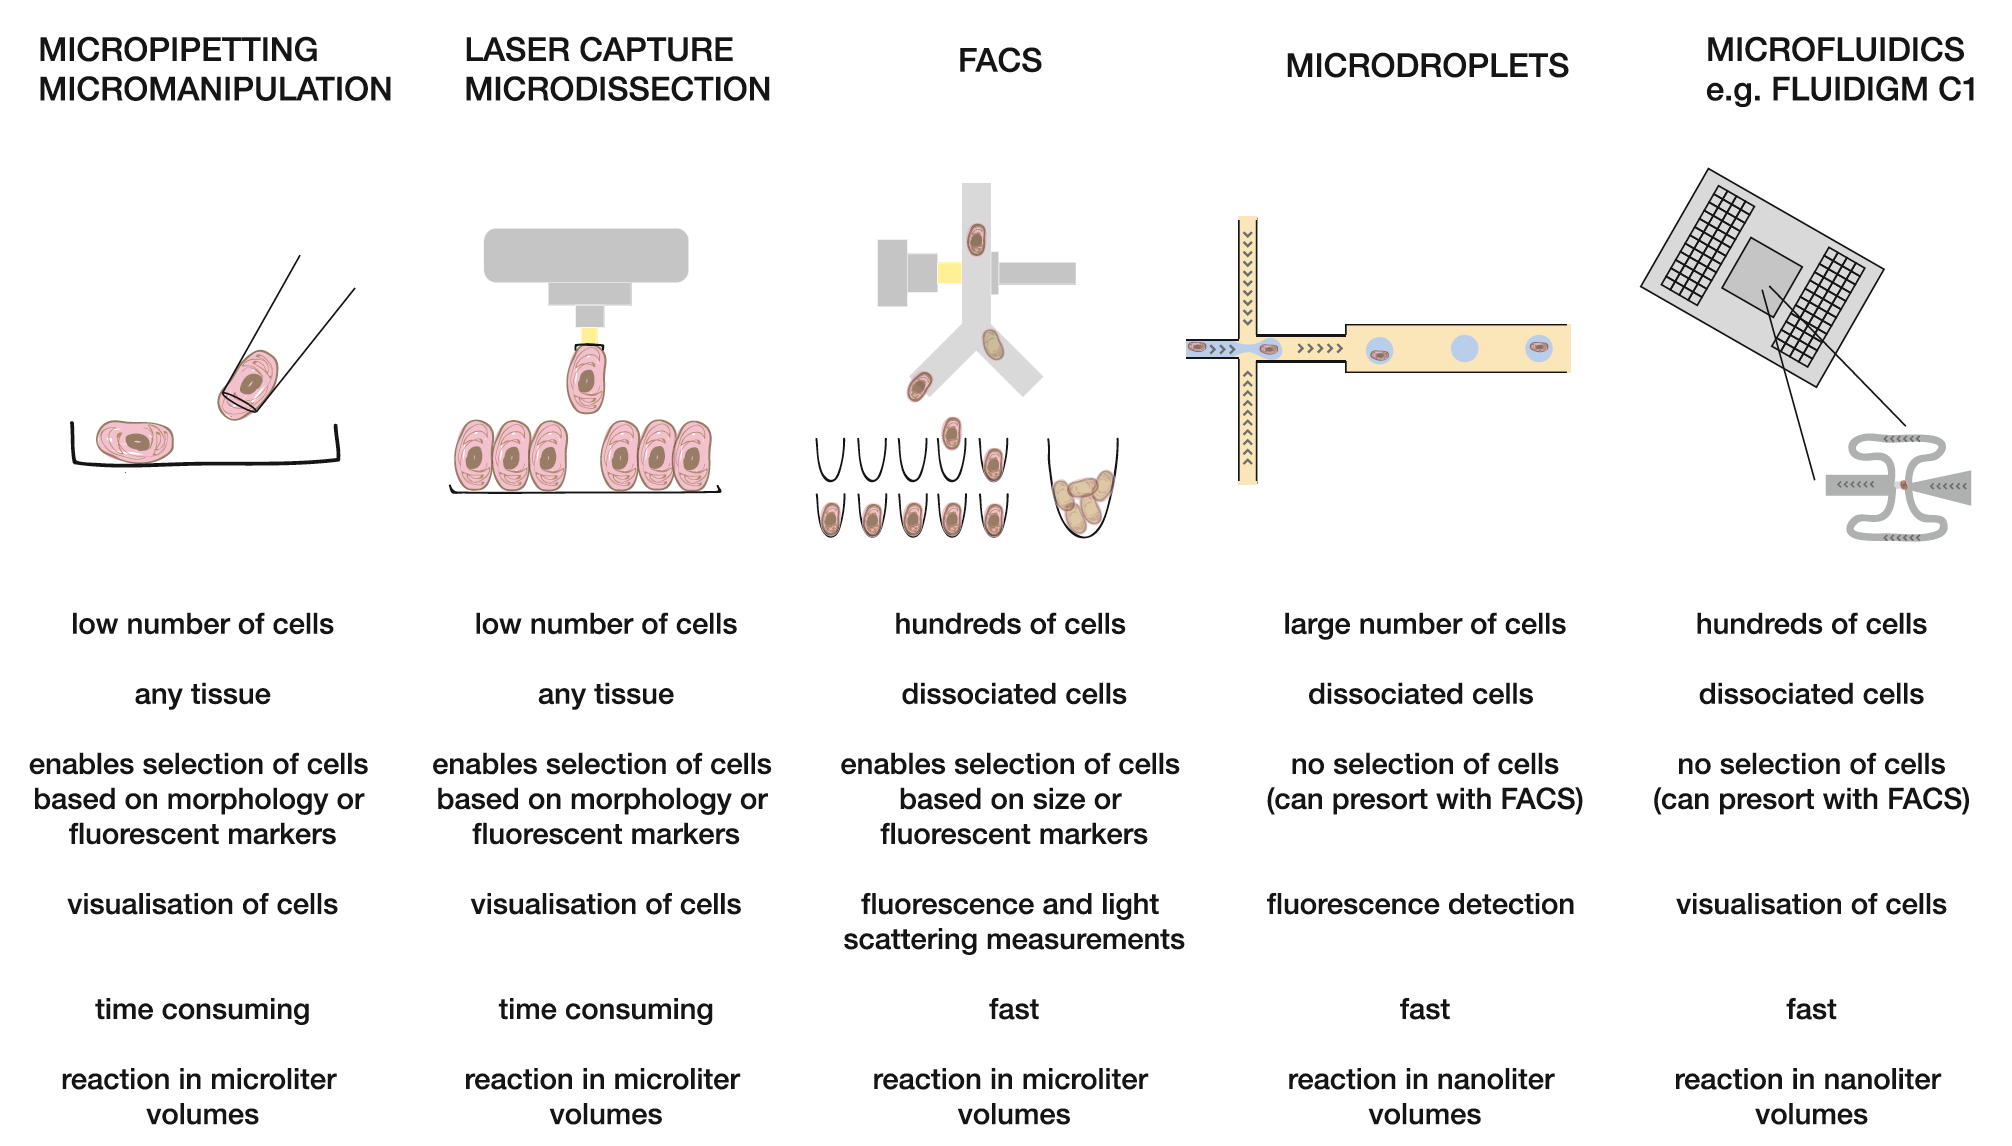 MICROPIPETTING
MICROMANIPULATION
LASER CAPTURE
MICRODISSECTION
FACS
MICRODROPLETS
MICROFLUIDICS
e.g. FLUIDIGM C1
low number of cells
any tissue
enables selection of cells
based on morphology or
fluorescent markers
visualisation of cells
time consuming
reaction in microliter
volumes
low number of cells
any tissue
enables selection of cells
based on morphology or
fluorescent markers
visualisation of cells
time consuming
reaction in microliter
volumes
hundreds of cells
dissociated cells
enables selection of cells
based on size or
fluorescent markers
fluorescence and light
scattering measurements
fast
reaction in microliter
volumes
large number of cells
dissociated cells
no selection of cells
(can presort with FACS)
fluorescence detection
fast
reaction in nanoliter
volumes
hundreds of cells
dissociated cells
no selection of cells
(can presort with FACS)
visualisation of cells
fast
reaction in nanoliter
volumes